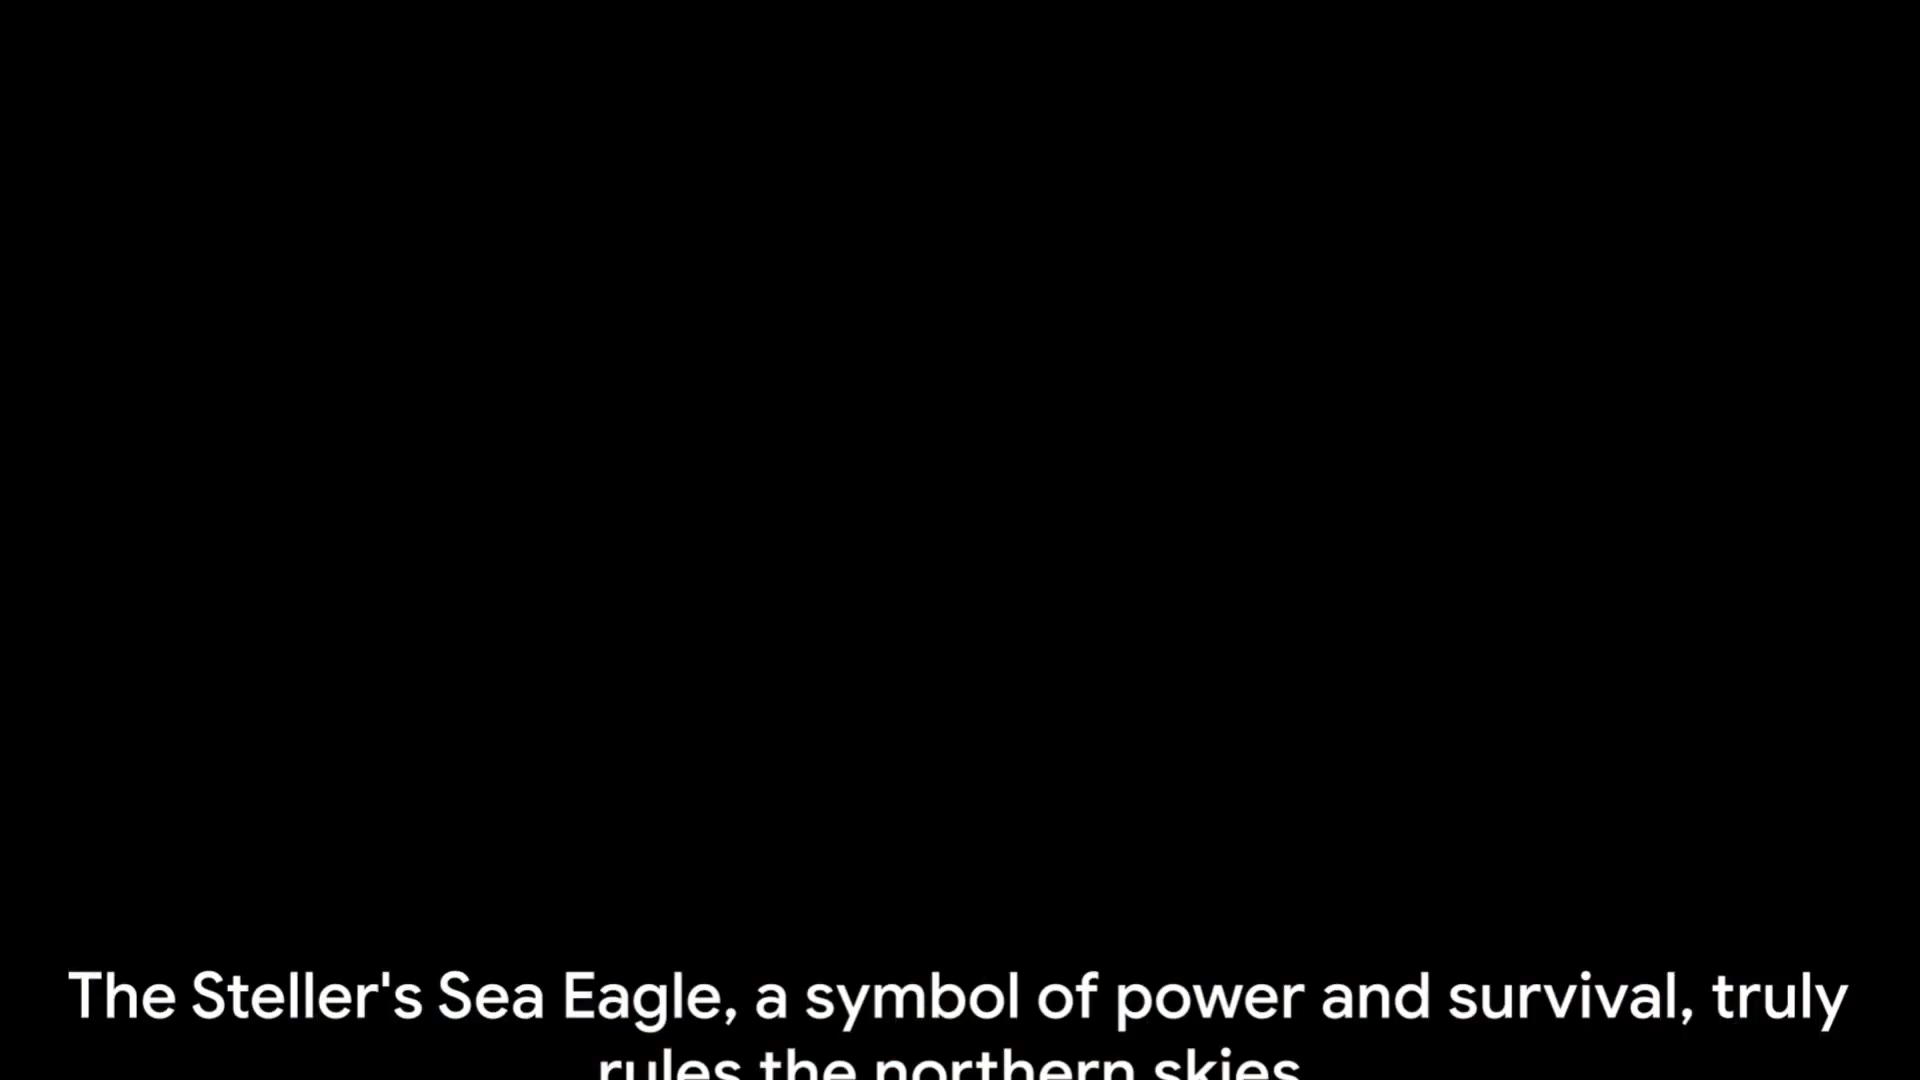 The Steller's Sea Eagle, a symbol of power and survival, truly
rules the northern skies.